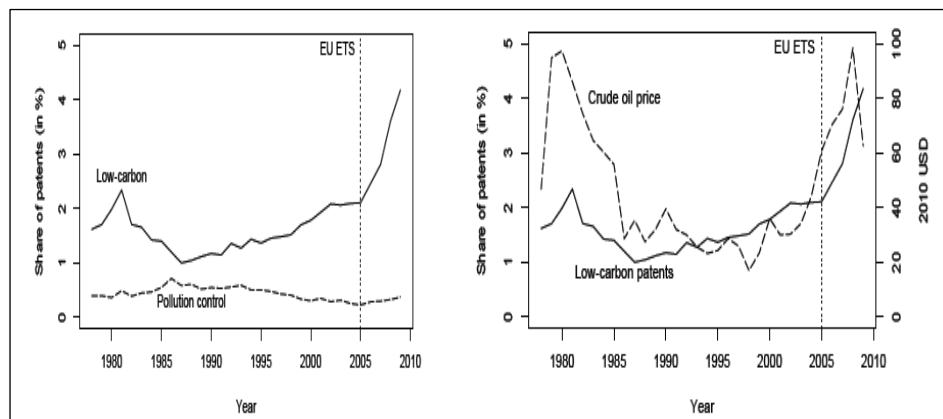 EU ETS
Low-carbon
Pollution control
Share of patents (in %)
0 1 2 3 4 5
1980 1985 1990 1995 2000 2005 2010
Year
EU ETS
Crude oil price
Low-carbon patents
Share of patents (in %)
0 1 2 3 4 5
2010 USD
0 20 40 60 80 100
1980 1985 1990 1995 2000 2005 2010
Year